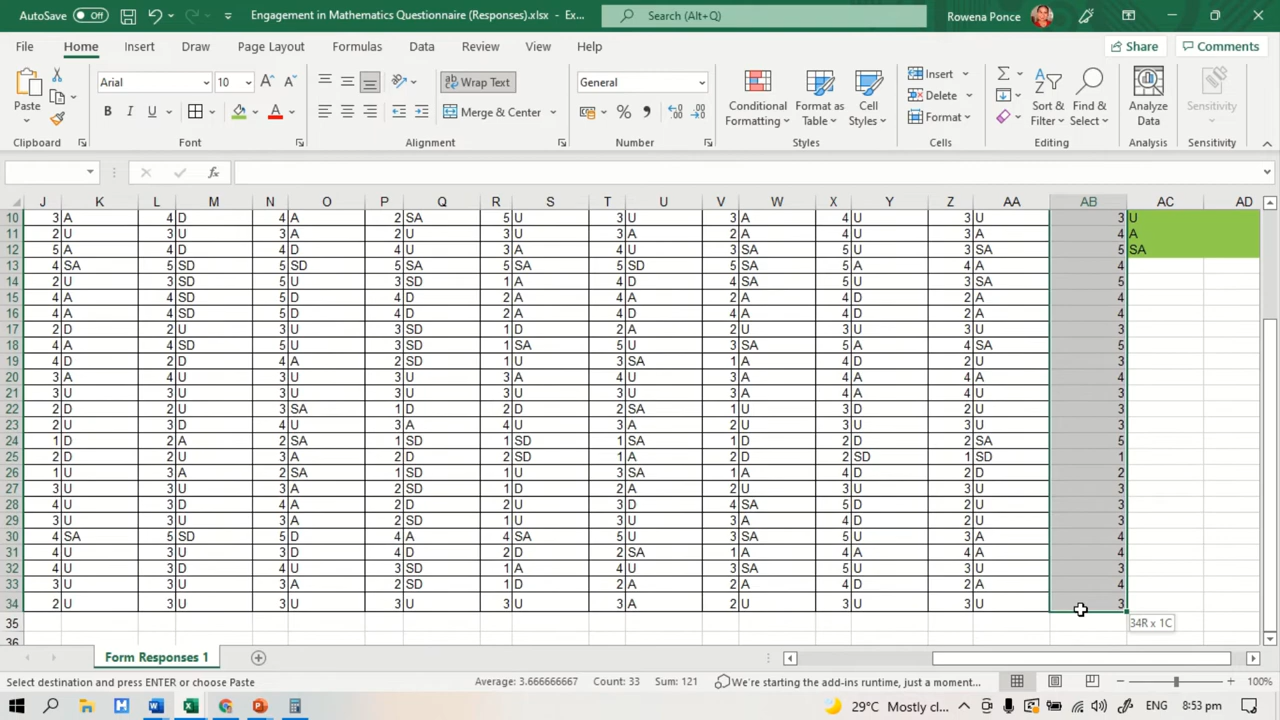 AutoSave Off Engagement in Mathematics Questionnaire (Responses).xlsx - Ex... Search (Alt+Q) Rowena Ponce
File Home Insert Draw Page Layout Formulas Data Review View Help Share Comments
Paste Arial 10 Wrap Text General Conditional Formatting Format as Table Cell Styles Insert Delete Format Sort & Filter Find & Select Analyze Data Sensitivity
B I U Merge & Center
Clipboard Font Alignment Number Styles Cells Editing Analysis Sensitivity
fx
J K L M N O P Q R S T U V W X Y Z AA AB AC AD
10 3 A 4 D 4 A 2 SA 5 U 3 U 3 A 4 U 3 U 3 U
11 2 U 3 U 3 A 2 U 3 A 2 A 2 U 3 A 4 A
12 5 A 4 D 4 D 4 U 3 A 4 U 3 SA 5 U 3 SA 5 SA
13 4 SA 5 SD 5 SD 5 SA 5 SA 5 SD 5 SA 5 A 4 A 4
14 2 U 3 SD 5 U 3 SD 1 A 4 D 4 SA 5 U 3 SA 5
15 4 A 4 SD 5 D 4 D 2 A 4 A 2 A 4 D 2 A 4
16 4 A 4 SD 5 D 4 D 2 A 4 U 3 A 4 D 2 A 4
17 2 D 2 U 3 U 3 SD 1 D 2 A 2 U 3 U 3 U 3
18 4 A 4 SD 5 U 3 SD 1 SA 5 U 3 SA 5 A 4 SA 5
19 4 D 2 D 4 A 2 SD 1 U 3 SA 1 A 4 D 2 U 3
20 3 A 4 U 3 U 3 U 3 A 4 U 3 A 4 A 4 A 4
21 3 U 3 U 3 U 3 U 3 U 3 U 3 A 4 A 4 U 3
22 2 D 2 U 3 SA 1 D 2 D 2 SA 1 U 3 D 2 U 3
23 2 U 3 D 4 U 3 A 4 U 3 U 3 U 3 U 3 U 3
24 1 D 2 A 2 SA 1 SD 1 SD 1 SA 1 D 2 D 2 SA 5
25 2 D 2 U 3 A 2 D 2 SD 1 A 2 D 2 SD 1 SD 1
26 1 U 3 A 2 SA 1 SD 1 U 3 SA 1 A 4 D 2 D 2
27 3 U 3 U 3 A 2 SD 1 D 2 A 2 U 3 U 3 U 3
28 4 U 3 D 4 A 2 D 2 U 3 D 4 SA 5 D 2 U 3
29 3 U 3 U 3 A 2 SD 1 U 3 U 3 A 4 D 2 U 3
30 4 SA 5 SD 5 D 4 A 4 SA 5 U 3 SA 5 U 3 A 4
31 4 U 3 U 3 D 4 D 2 D 2 SA 1 A 4 A 4 A 4
32 4 U 3 D 4 U 3 SD 1 A 4 U 3 SA 5 U 3 U 3
33 3 U 3 U 3 A 2 SD 1 D 2 A 2 A 4 D 2 A 4
34 2 U 3 U 3 U 3 U 3 U 3 A 2 U 3 U 3 U 3
35 34R x 1C
36
Form Responses 1
Select destination and press ENTER or choose Paste Average: 3.666666667 Count: 33 Sum: 121 We're starting the add-ins runtime, just a moment... 100%
29°C Mostly cl... ENG 8:53 pm